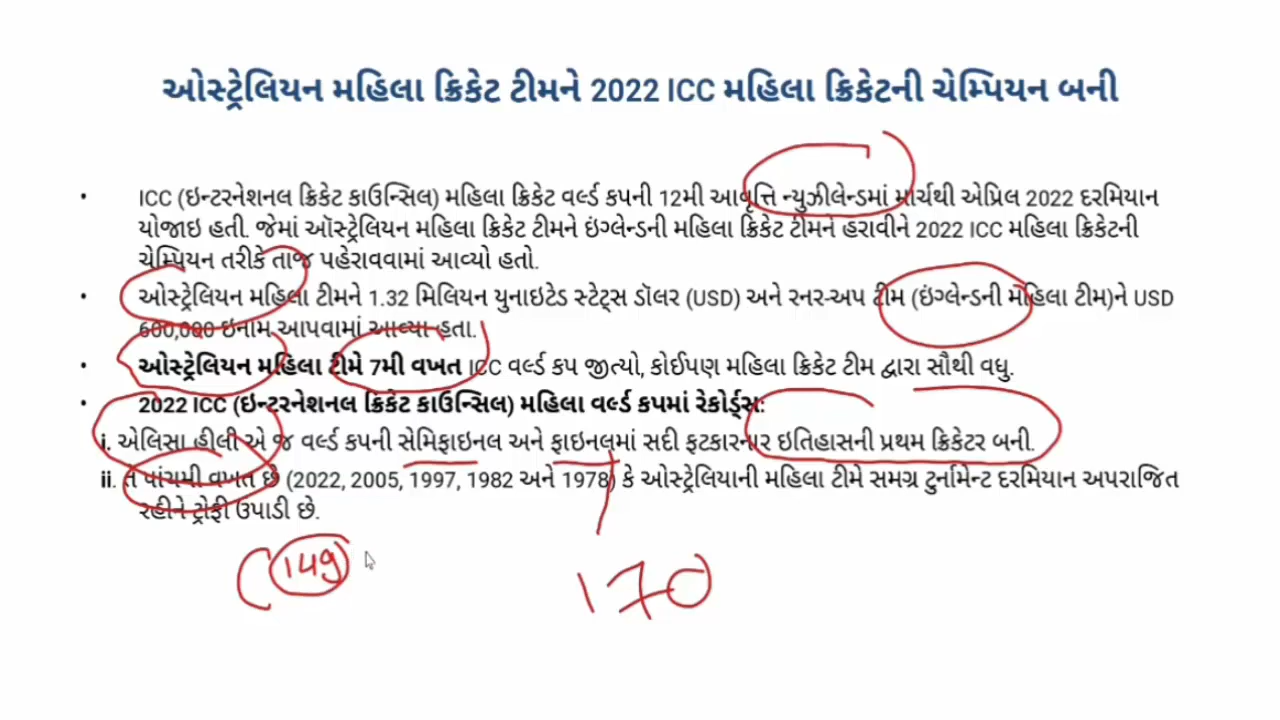 ઓસ્ટ્રેલિયન મહિલા ક્રિકેટ ટીમને 2022 ICC મહિલા ક્રિકેટની ચેમ્પિયન બની
• ICC (ઇન્ટરનેશનલ ક્રિકેટ કાઉન્સિલ) મહિલા ક્રિકેટ વર્લ્ડ કપની 12મી આવૃત્તિ ન્યુઝીલેન્ડમાં માર્ચથી એપ્રિલ 2022 દરમિયાન
યોજાઇ હતી. જેમાં ઑસ્ટ્રેલિયન મહિલા ક્રિકેટ ટીમને ઇંગ્લેન્ડની મહિલા ક્રિકેટ ટીમને હરાવીને 2022 ICC મહિલા ક્રિકેટની
ચેમ્પિયન તરીકે તાજ પહેરાવવામાં આવ્યો હતો.
• ઓસ્ટ્રેલિયન મહિલા ટીમને 1.32 મિલિયન યુનાઇટેડ સ્ટેટ્સ ડૉલર (USD) અને રનર-અપ ટીમ (ઇંગ્લેન્ડની મહિલા ટીમ)ને USD
600,000 ઇનામ આપવામાં આવ્યા હતા.
• ઓસ્ટ્રેલિયન મહિલા ટીમે 7મી વખત ICC વર્લ્ડ કપ જીત્યો, કોઈપણ મહિલા ક્રિકેટ ટીમ દ્વારા સૌથી વધુ.
• 2022 ICC (ઇન્ટરનેશનલ ક્રિકેટ કાઉન્સિલ) મહિલા વર્લ્ડ કપમાં રેકોર્ડ્સ:
i. એલિસા હીલી એ જ વર્લ્ડ કપની સેમિફાઇનલ અને ફાઇનલમાં સદી ફટકારનાર ઇતિહાસની પ્રથમ ક્રિકેટર બની.
ii. તે પાંચમી વખત છે (2022, 2005, 1997, 1982 અને 1978) કે ઓસ્ટ્રેલિયાની મહિલા ટીમે સમગ્ર ટુર્નામેન્ટ દરમિયાન અપરાજિત
રહીને ટ્રોફી ઉપાડી છે.
(149 170